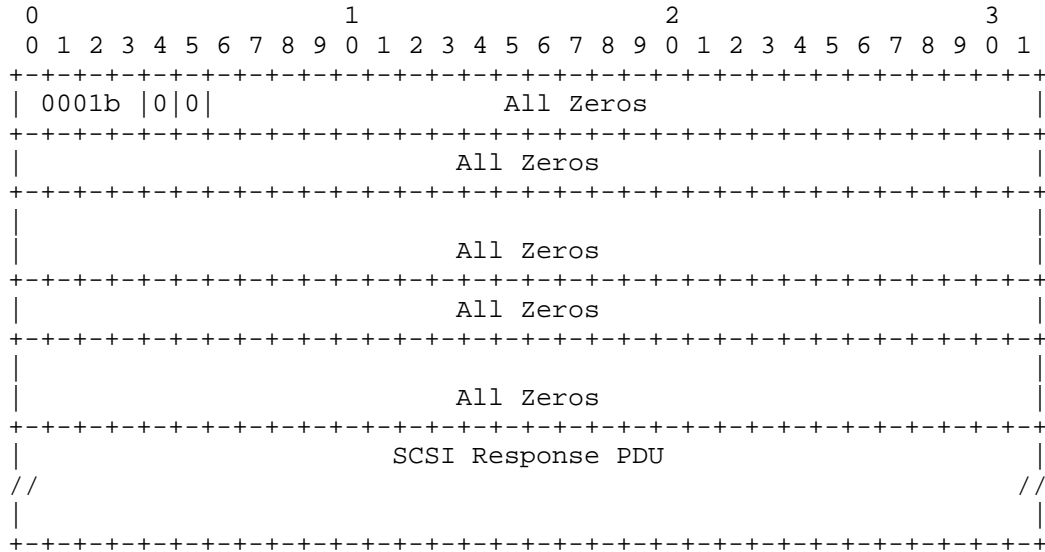 0                   1                   2                   3
 0 1 2 3 4 5 6 7 8 9 0 1 2 3 4 5 6 7 8 9 0 1 2 3 4 5 6 7 8 9 0 1
+-+-+-+-+-+-+-+-+-+-+-+-+-+-+-+-+-+-+-+-+-+-+-+-+-+-+-+-+-+-+-+-+
| 0001b |0|0|                  All Zeros                        |
+-+-+-+-+-+-+-+-+-+-+-+-+-+-+-+-+-+-+-+-+-+-+-+-+-+-+-+-+-+-+-+-+
|                           All Zeros                           |
+-+-+-+-+-+-+-+-+-+-+-+-+-+-+-+-+-+-+-+-+-+-+-+-+-+-+-+-+-+-+-+-+
|                                                               |
|                           All Zeros                           |
+-+-+-+-+-+-+-+-+-+-+-+-+-+-+-+-+-+-+-+-+-+-+-+-+-+-+-+-+-+-+-+-+
|                           All Zeros                           |
+-+-+-+-+-+-+-+-+-+-+-+-+-+-+-+-+-+-+-+-+-+-+-+-+-+-+-+-+-+-+-+-+
|                                                               |
|                           All Zeros                           |
+-+-+-+-+-+-+-+-+-+-+-+-+-+-+-+-+-+-+-+-+-+-+-+-+-+-+-+-+-+-+-+-+
|                       SCSI Response PDU                       |
//                                                             //
|                                                               |
+-+-+-+-+-+-+-+-+-+-+-+-+-+-+-+-+-+-+-+-+-+-+-+-+-+-+-+-+-+-+-+-+